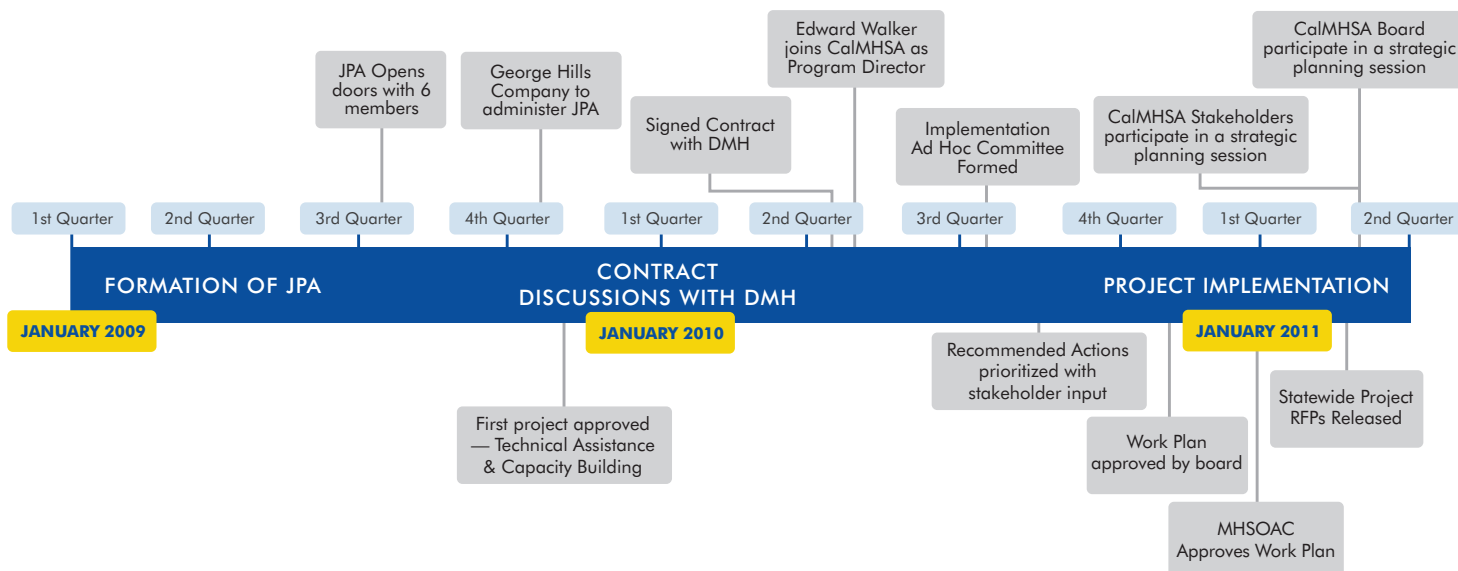 Edward Walker
joins CalMHSA as
Program Director
CalMHSA Board
participate in a strategic
planning session
JPA Opens
doors with 6
members
George Hills
Company to
administer JPA
Signed Contract
with DMH
Implementation
Ad Hoc Committee
Formed
CalMHSA Stakeholders
participate in a strategic
planning session
1st Quarter
2nd Quarter
3rd Quarter
4th Quarter
1st Quarter
2nd Quarter
3rd Quarter
4th Quarter
1st Quarter
2nd Quarter
FORMATION OF JPA
CONTRACT
DISCUSSIONS WITH DMH
PROJECT IMPLEMENTATION
JANUARY 2009
JANUARY 2010
JANUARY 2011
First project approved
— Technical Assistance
& Capacity Building
Recommended Actions
prioritized with
stakeholder input
Work Plan
approved by board
MHSOAC
Approves Work Plan
Statewide Project
RFPs Released